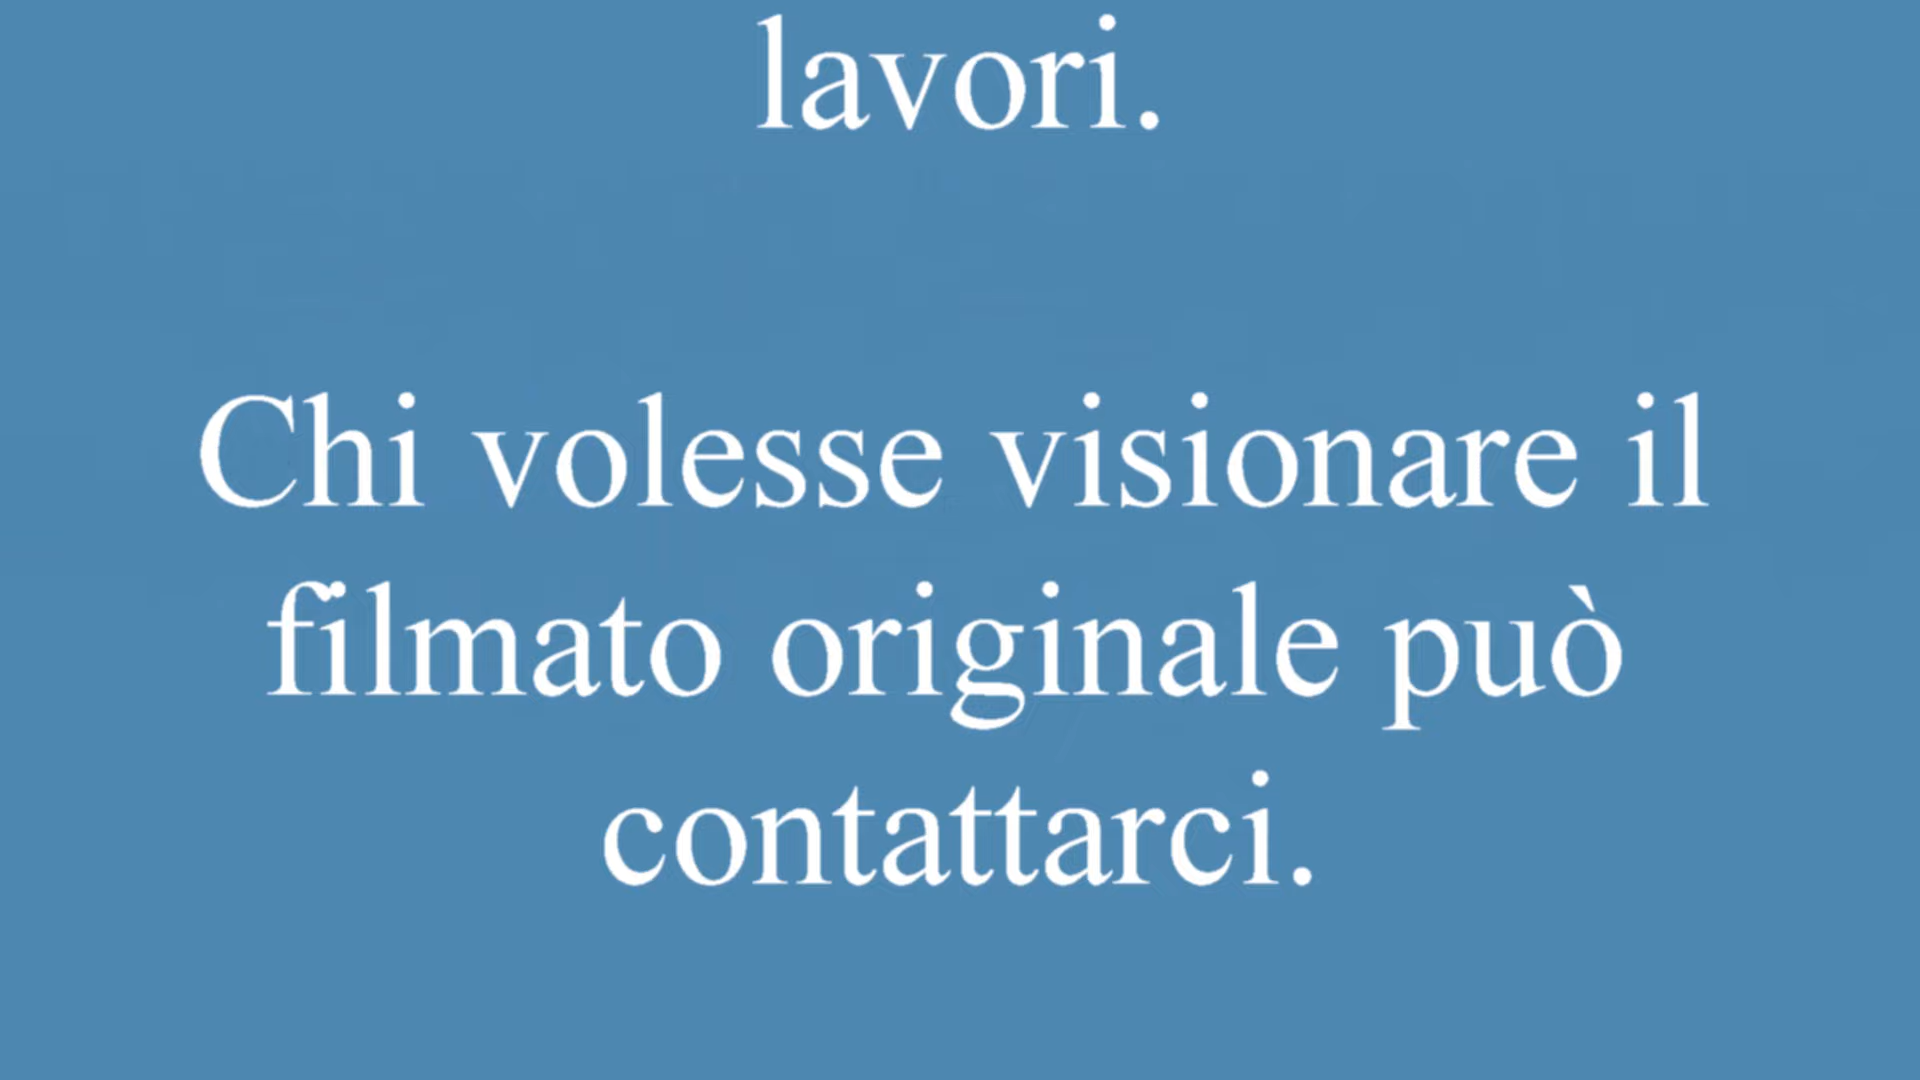 lavori.
Chi volesse visionare il
filmato originale può
contattarci.